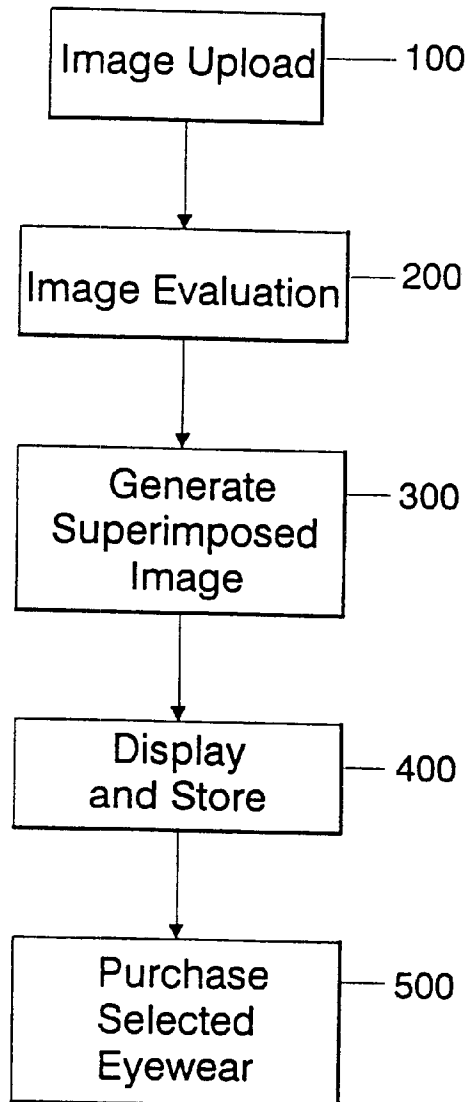 Image Upload
100
Image Evaluation
200
Generate
Superimposed
Image
300
Display
and Store
400
Purchase
Selected
Eyewear
500